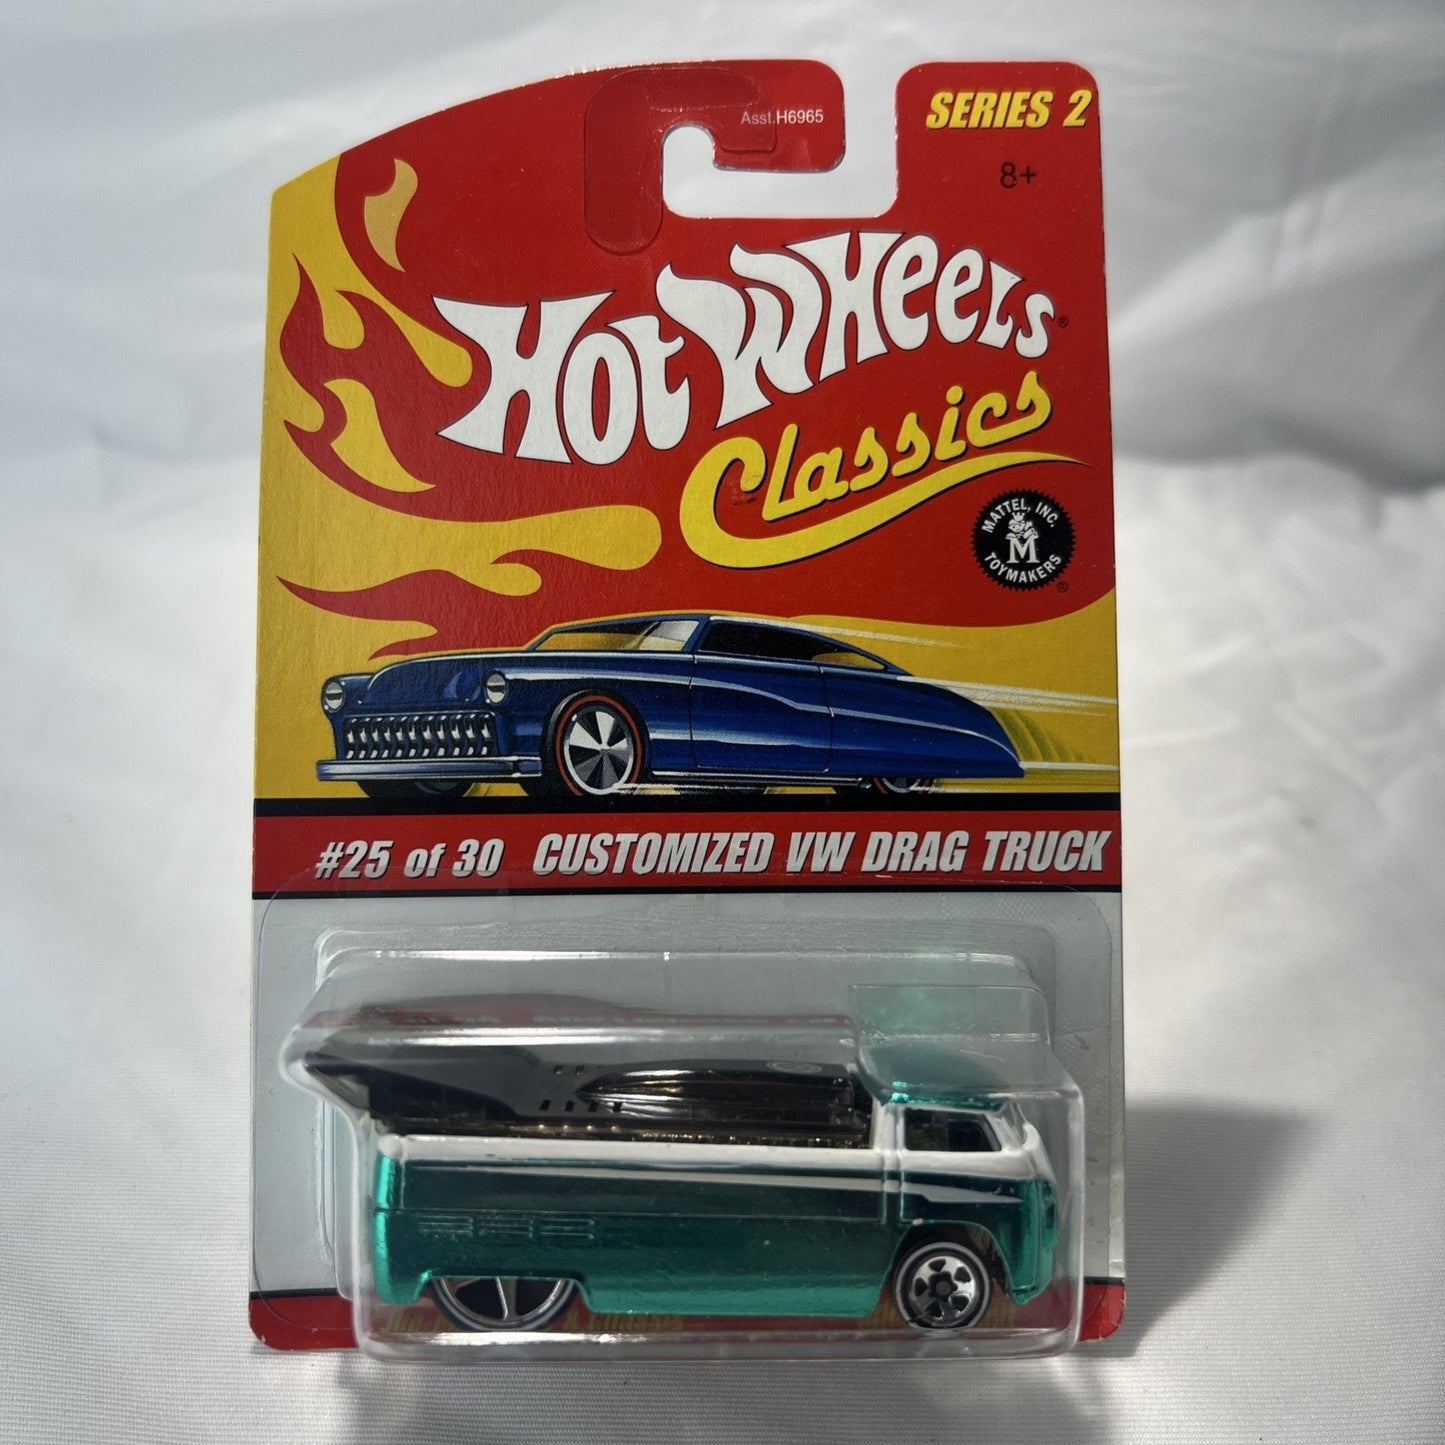 Asst.H6965
SERIES 2
8+
Hot Wheels®
Classics
MATTEL, INC.
M
TOYMAKERS®
#25 of 30 CUSTOMIZED VW DRAG TRUCK